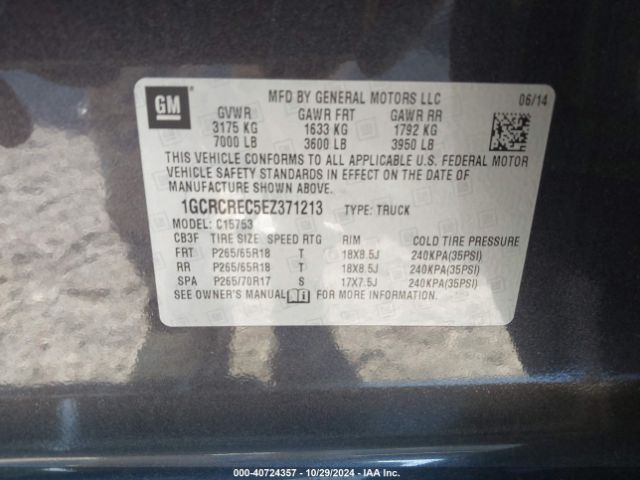 GM
MFD BY GENERAL MOTORS LLC 06/14
GVWR GAWR FRT GAWR RR
3175 KG 1633 KG 1792 KG
7000 LB 3600 LB 3950 LB
THIS VEHICLE CONFORMS TO ALL APPLICABLE U.S. FEDERAL MOTOR
VEHICLE SAFETY STANDARDS IN EFFECT ON THE DATE OF
MANUFACTURE SHOWN ABOVE.
1GCRCREC5EZ371213 TYPE: TRUCK
MODEL: C15753
CB3F TIRE SIZE SPEED RTG RIM COLD TIRE PRESSURE
FRT P265/65R18 T 18X8.5J 240KPA(35PSI)
RR P265/65R18 T 18X8.5J 240KPA(35PSI)
SPA P265/70R17 S 17X7.5J 240KPA(35PSI)
SEE OWNER'S MANUAL FOR MORE INFORMATION.
000-40724357 - 10/29/2024 - IAA Inc.